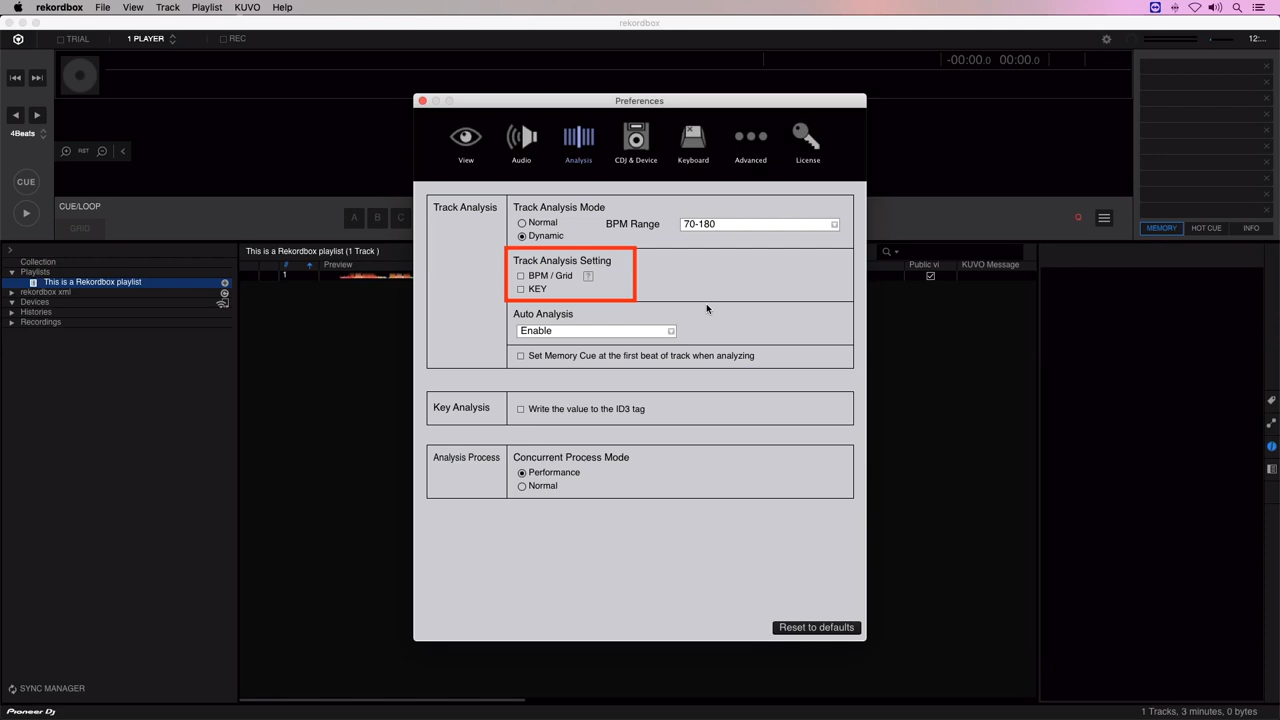 rekordbox File View Track Playlist KUVO Help
rekordbox
TRIAL 1 PLAYER REC 12:...
-00:00.0 00:00.0
4Beats
RST
CUE
CUE/LOOP
GRID
A B C
Q
MEMORY HOT CUE INFO
Preferences
View Audio Analysis CDJ & Device Keyboard Advanced License
Track Analysis
Track Analysis Mode
Normal
Dynamic
BPM Range 70-180
Track Analysis Setting
BPM / Grid ?
KEY
Auto Analysis
Enable
Set Memory Cue at the first beat of track when analyzing
Key Analysis
Write the value to the ID3 tag
Analysis Process
Concurrent Process Mode
Performance
Normal
Reset to defaults
Collection
Playlists
This is a Rekordbox playlist
rekordbox xml
Devices
Histories
Recordings
This is a Rekordbox playlist (1 Track )
# Preview Public vi KUVO Message
1
SYNC MANAGER
Pioneer Dj
1 Tracks, 3 minutes, 0 bytes